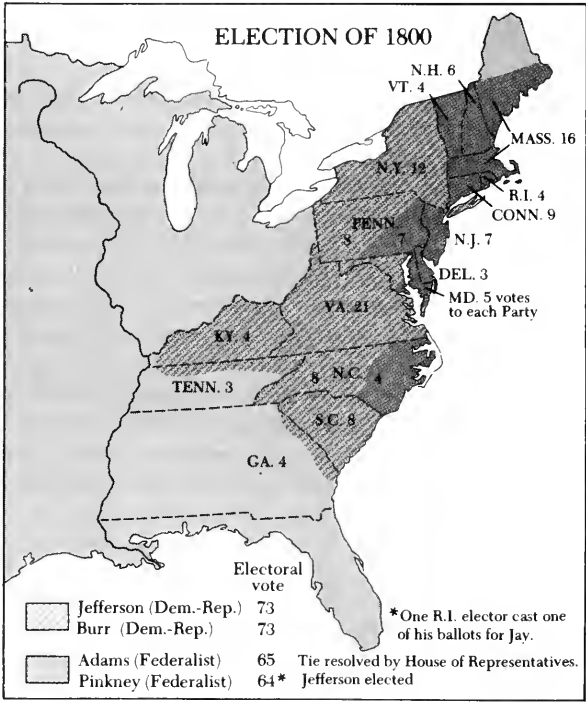 ELECTION OF 1800
N.H. 6
VT. 4
MASS. 16
N.Y. 12
R.I. 4
CONN. 9
PENN.
8 7
N.J. 7
DEL. 3
MD. 5 votes
to each Party
VA. 21
KY. 4
N.C.
8 4
TENN. 3
S.C. 8
GA. 4
Electoral
vote
Jefferson (Dem.-Rep.) 73
Burr (Dem.-Rep.) 73
*One R.I. elector cast one
of his ballots for Jay.
Adams (Federalist) 65
Pinkney (Federalist) 64*
Tie resolved by House of Representatives.
Jefferson elected